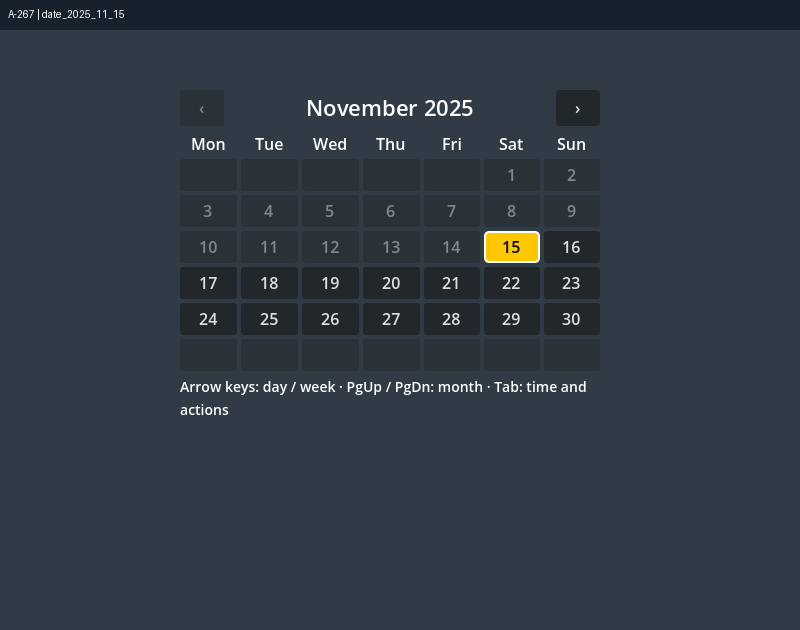 A-267 | date_2025_11_15
‹ November 2025 ›
Mon Tue Wed Thu Fri Sat Sun
1 2
3 4 5 6 7 8 9
10 11 12 13 14 15 16
17 18 19 20 21 22 23
24 25 26 27 28 29 30
Arrow keys: day / week · PgUp / PgDn: month · Tab: time and
actions